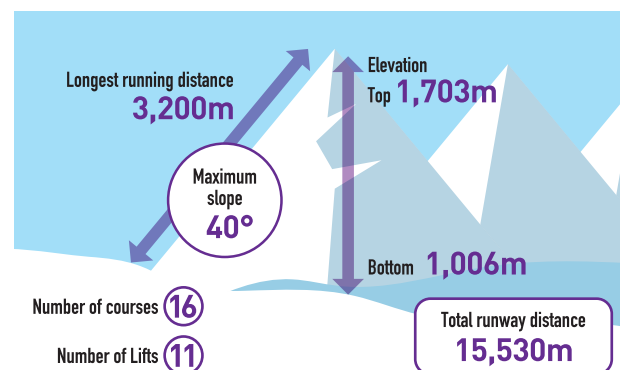 Longest running distance
3,200m
Elevation
Top 1,703m
Maximum
slope
40°
Bottom 1,006m
Number of courses 16
Number of Lifts 11
Total runway distance
15,530m